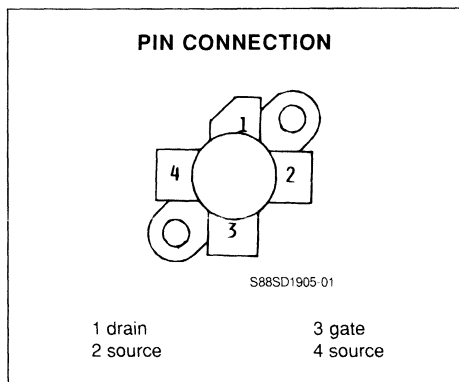 PIN CONNECTION
1
4
2
3
S88SD1905-01
1 drain
3 gate
2 source
4 source